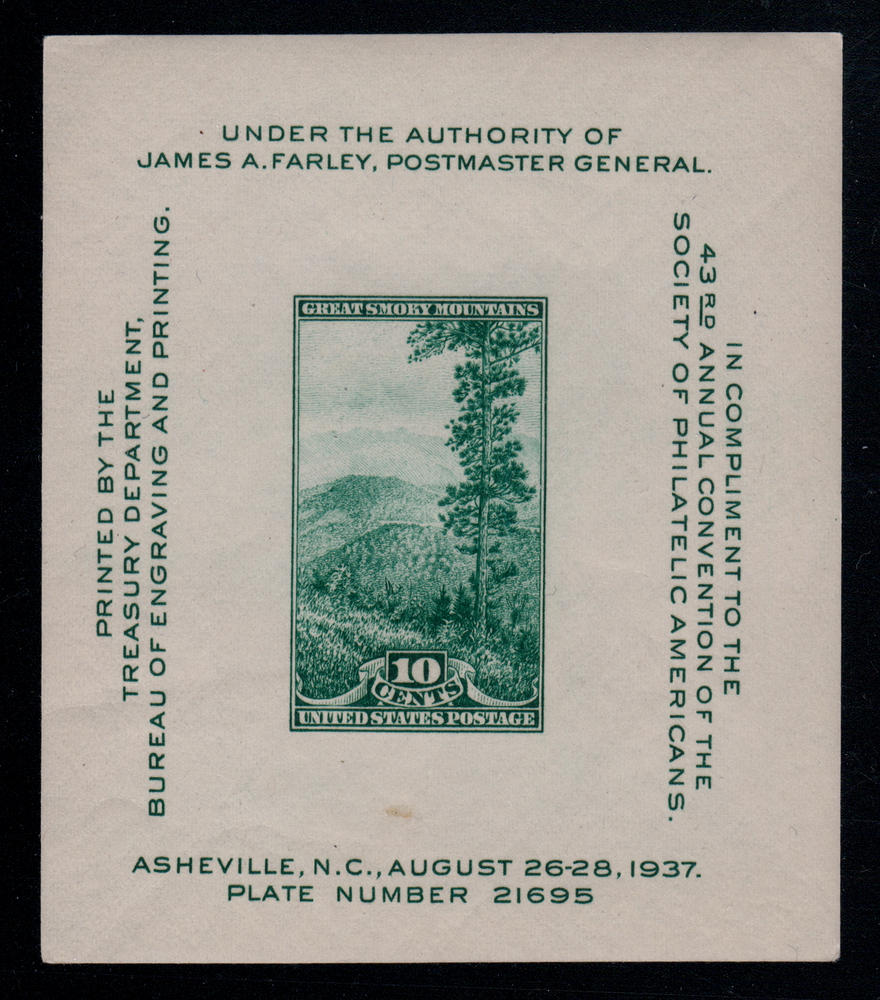 UNDER THE AUTHORITY OF
JAMES A. FARLEY, POSTMASTER GENERAL.
PRINTED BY THE
TREASURY DEPARTMENT,
BUREAU OF ENGRAVING AND PRINTING.
GREAT SMOKY MOUNTAINS
10
CENTS
UNITED STATES POSTAGE
IN COMPLIMENT TO THE
43RD ANNUAL CONVENTION OF THE
SOCIETY OF PHILATELIC AMERICANS.
ASHEVILLE, N.C., AUGUST 26-28, 1937.
PLATE NUMBER 21695